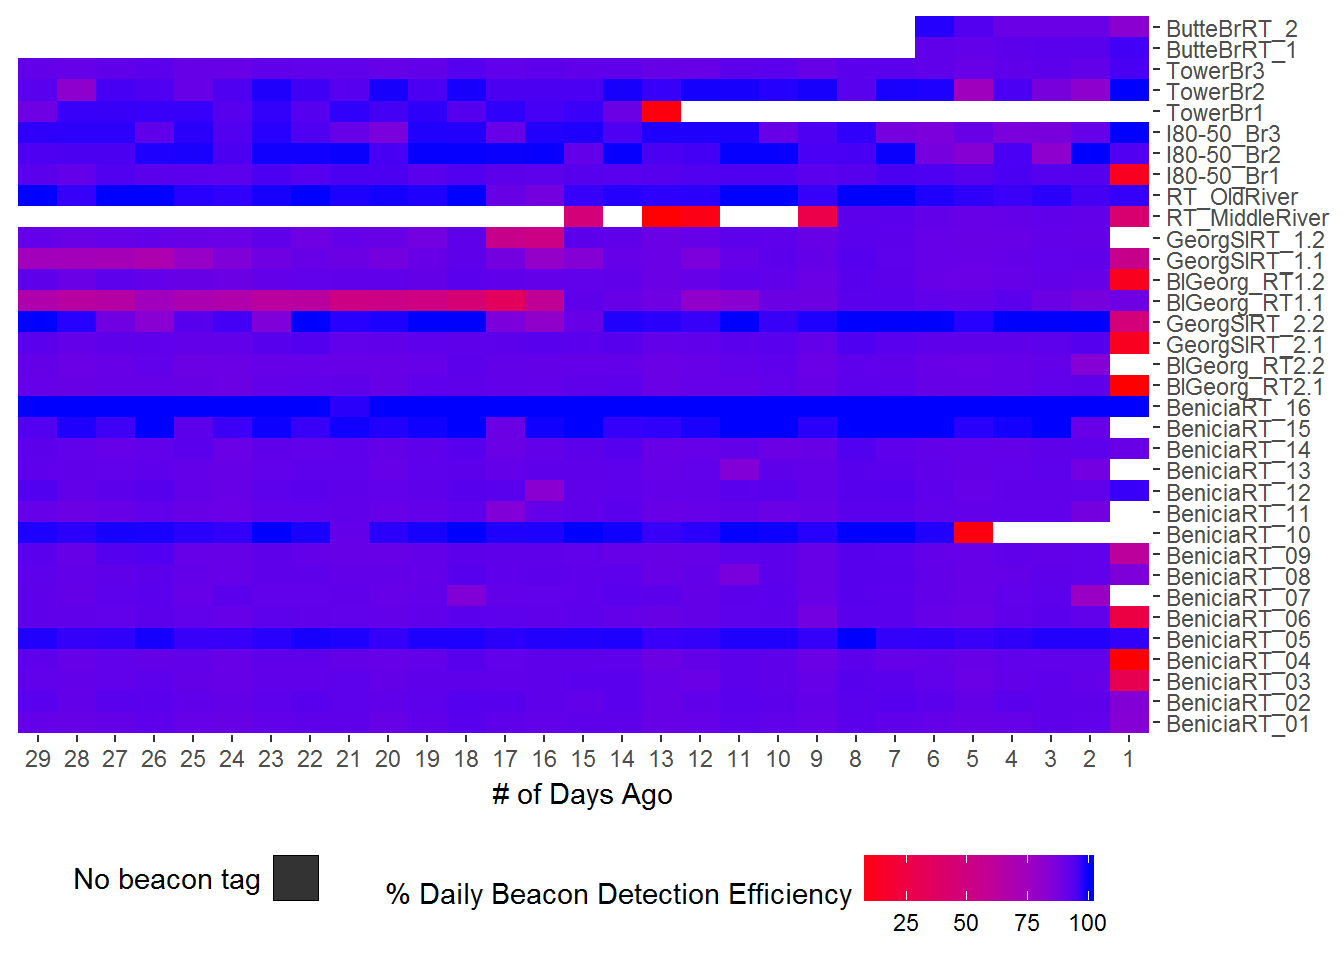 ButteBrRT_2
ButteBrRT_1
TowerBr3
TowerBr2
TowerBr1
I80-50_Br3
I80-50_Br2
I80-50_Br1
RT_OldRiver
RT_MiddleRiver
GeorgSlRT_1.2
GeorgSlRT_1.1
BlGeorg_RT1.2
BlGeorg_RT1.1
GeorgSlRT_2.2
GeorgSlRT_2.1
BlGeorg_RT2.2
BlGeorg_RT2.1
BeniciaRT_16
BeniciaRT_15
BeniciaRT_14
BeniciaRT_13
BeniciaRT_12
BeniciaRT_11
BeniciaRT_10
BeniciaRT_09
BeniciaRT_08
BeniciaRT_07
BeniciaRT_06
BeniciaRT_05
BeniciaRT_04
BeniciaRT_03
BeniciaRT_02
BeniciaRT_01
29 28 27 26 25 24 23 22 21 20 19 18 17 16 15 14 13 12 11 10 9 8 7 6 5 4 3 2 1
# of Days Ago
No beacon tag
% Daily Beacon Detection Efficiency
25 50 75 100